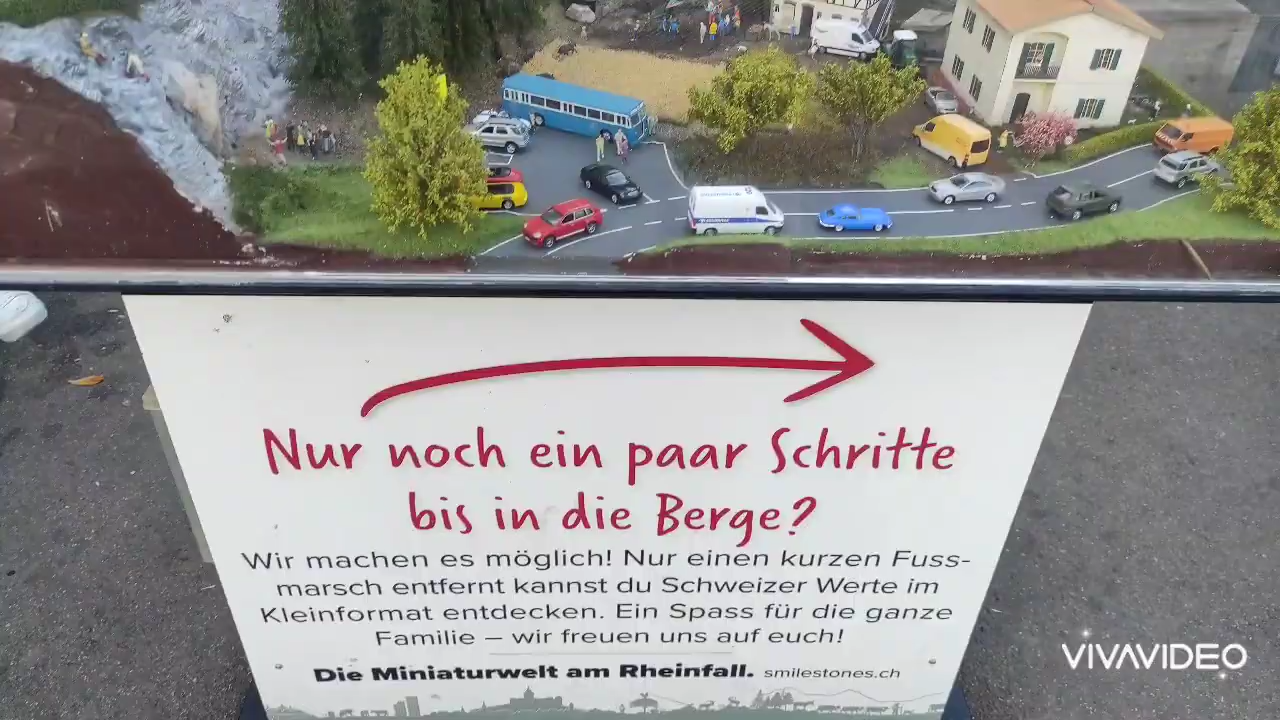 Nur noch ein paar Schritte
bis in die Berge?
Wir machen es möglich! Nur einen kurzen Fuss-
marsch entfernt kannst du Schweizer Werte im
Kleinformat entdecken. Ein Spass für die ganze
Familie – wir freuen uns auf euch!
Die Miniaturwelt am Rheinfall. smilestones.ch
VIVAVIDEO